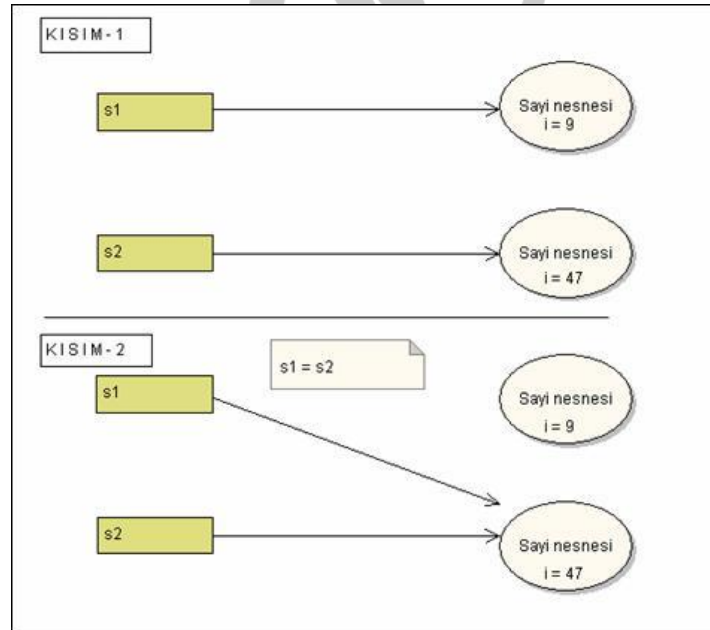 KISIM-1
s1
Sayi nesnesi
i = 9
s2
Sayi nesnesi
i = 47
KISIM-2
s1 = s2
s1
Sayi nesnesi
i = 9
s2
Sayi nesnesi
i = 47